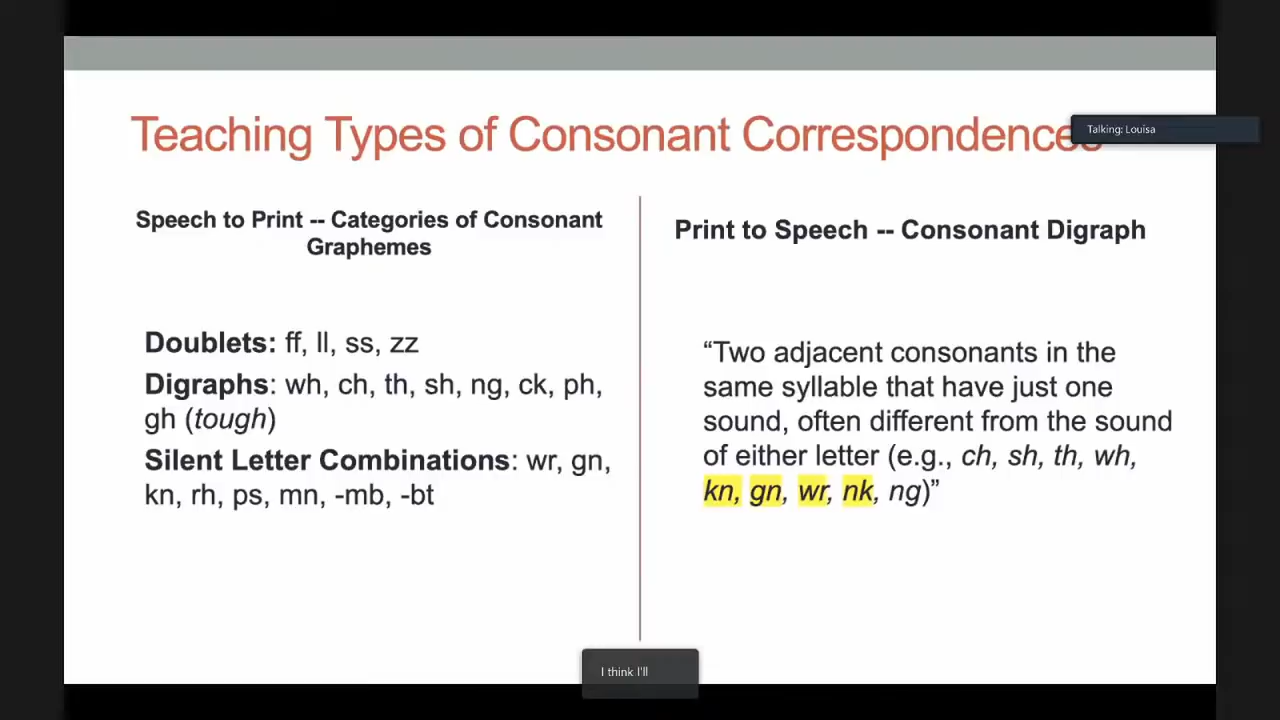 Teaching Types of Consonant Correspondences
Talking: Louisa
Speech to Print -- Categories of Consonant
Graphemes
Doublets: ff, ll, ss, zz
Digraphs: wh, ch, th, sh, ng, ck, ph,
gh (tough)
Silent Letter Combinations: wr, gn,
kn, rh, ps, mn, -mb, -bt
Print to Speech -- Consonant Digraph
“Two adjacent consonants in the
same syllable that have just one
sound, often different from the sound
of either letter (e.g., ch, sh, th, wh,
kn, gn, wr, nk, ng)”
I think I'll